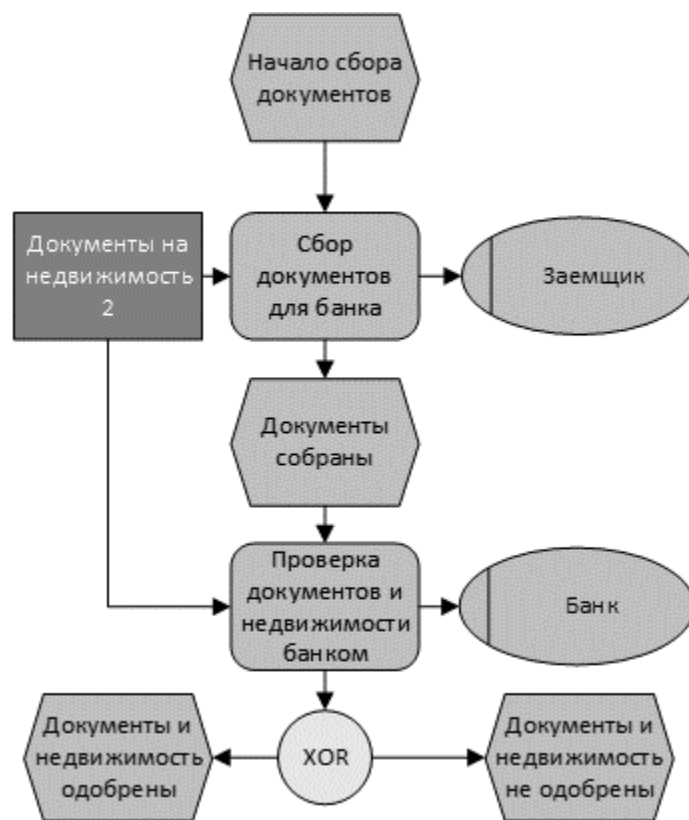 Начало сбора
документов
Документы на
недвижимость
2
Сбор
документов
для банка
Заемщик
Документы
собраны
Проверка
документов и
недвижимости
банком
Банк
Документы и
недвижимость
одобрены
XOR
Документы и
недвижимость
не одобрены